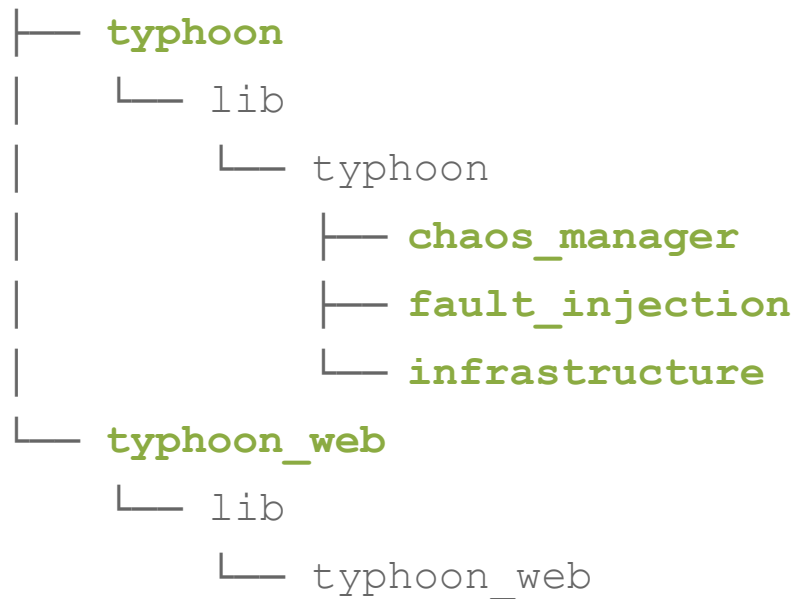 ├── typhoon
│   └── lib
│       └── typhoon
│           ├── chaos_manager
│           ├── fault_injection
│           └── infrastructure
└── typhoon_web
    └── lib
        └── typhoon_web